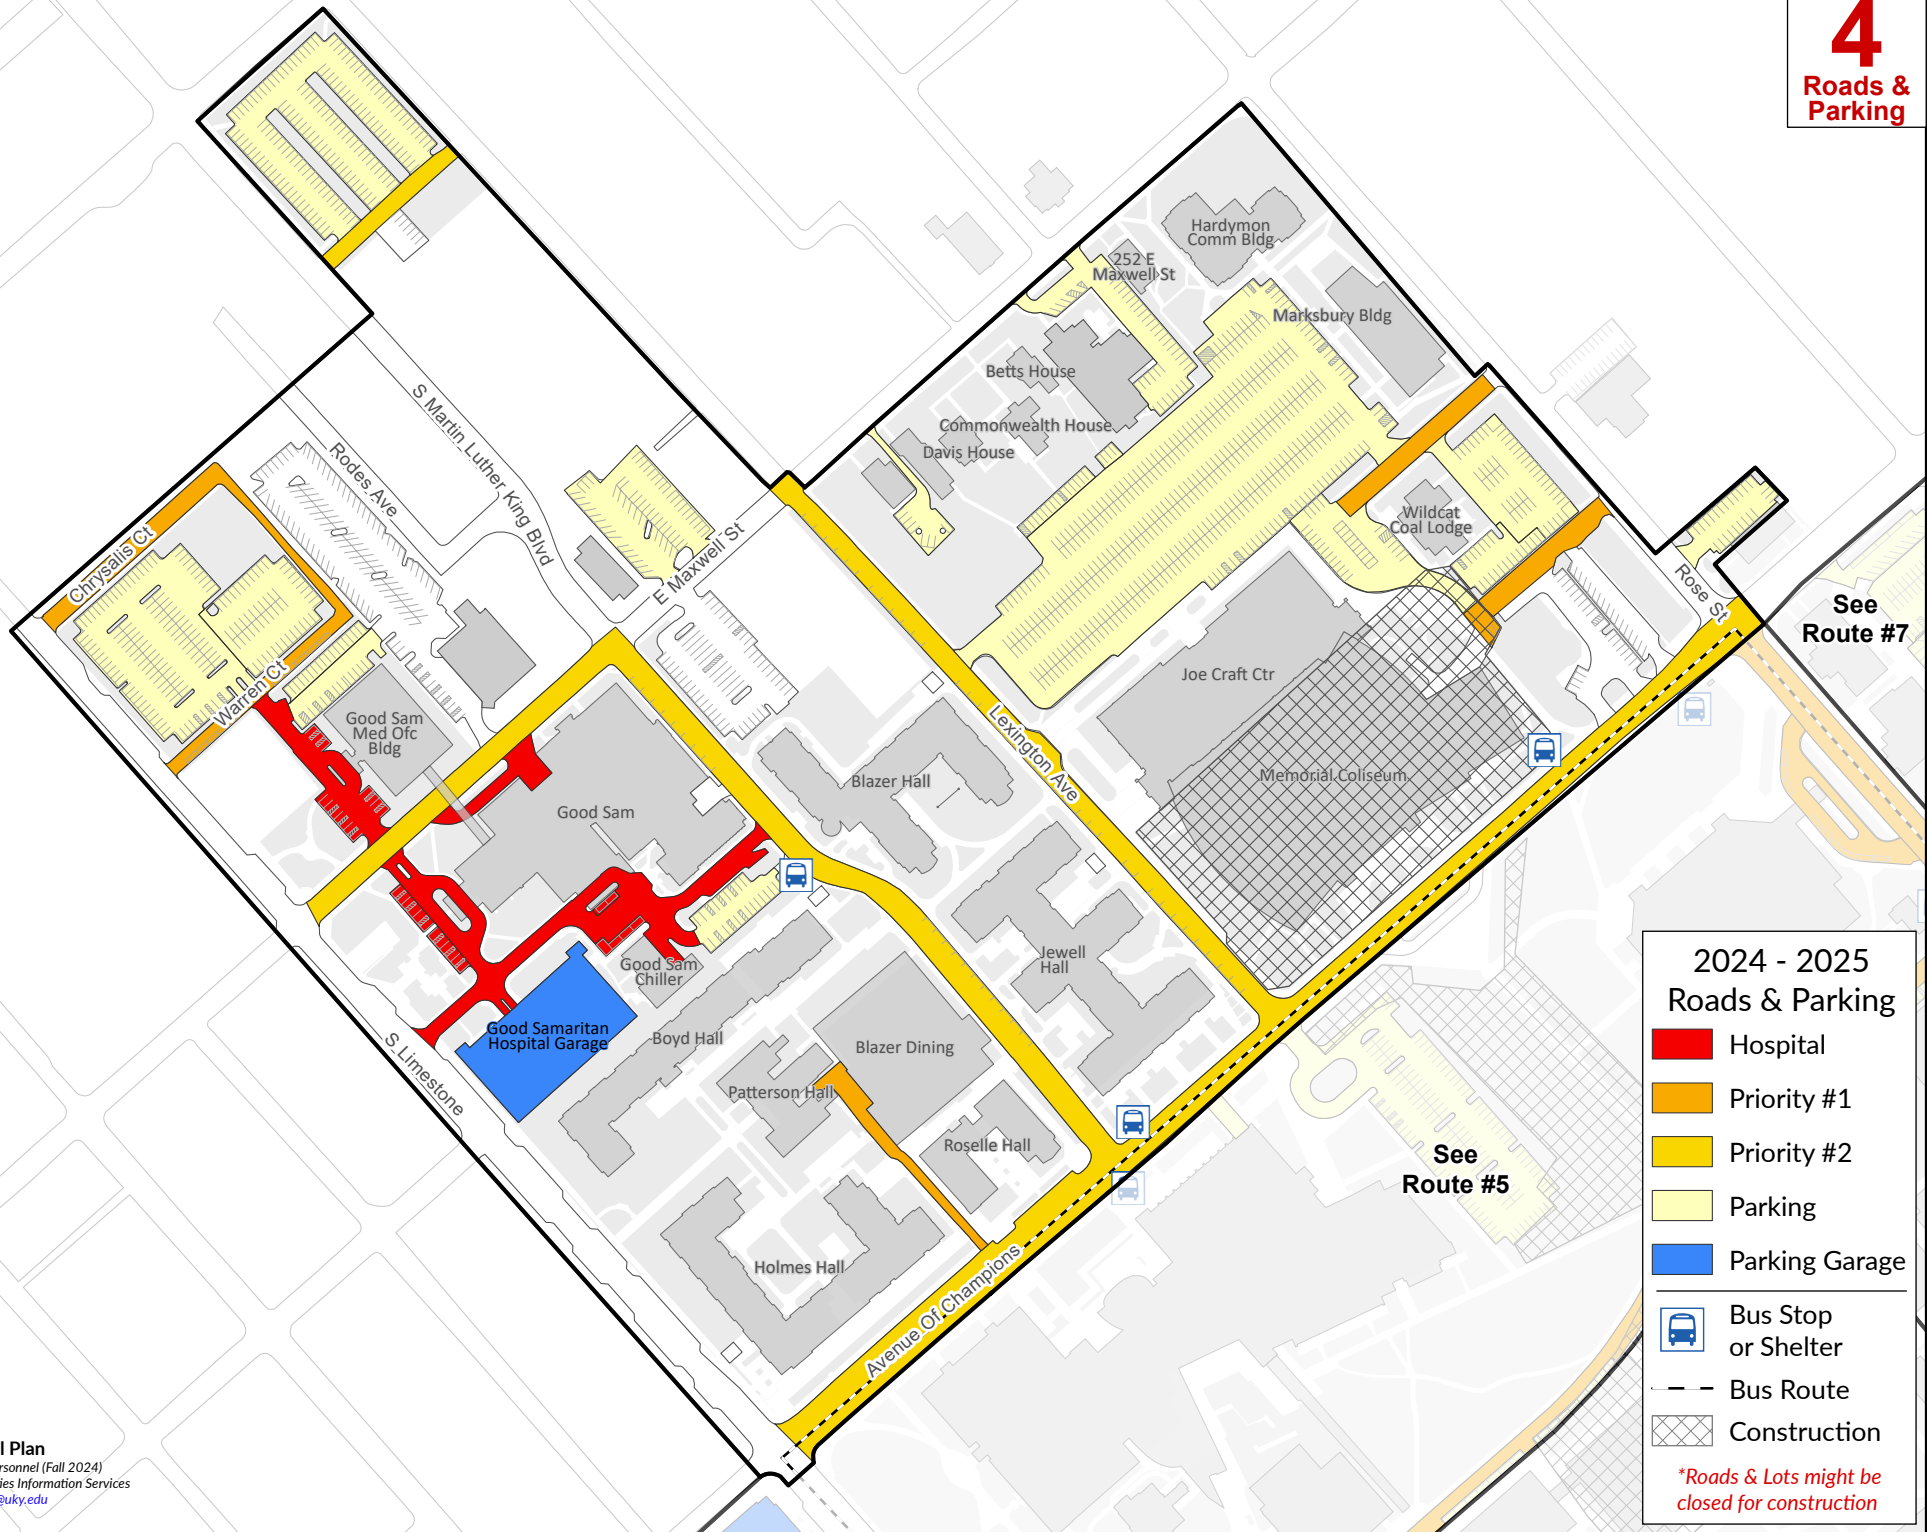 4
Roads &
Parking
Hardymon
Comm Bldg
252 E
Maxwell St
Marksbury Bldg
Betts House
Commonwealth House
Davis House
S Martin Luther King Blvd
Rodes Ave
E Maxwell St
Chrysalis Ct
Warren Ct
Wildcat
Coal Lodge
Rose St
See
Route #7
Joe Craft Ctr
Lexington Ave
Good Sam
Med Ofc
Bldg
Blazer Hall
Memorial Coliseum
Good Sam
Jewell
Hall
Good Sam
Chiller
Good Samaritan
Hospital Garage
Boyd Hall
Blazer Dining
S Limestone
Patterson Hall
Roselle Hall
See
Route #5
Holmes Hall
Avenue Of Champions
2024 - 2025
Roads & Parking
Hospital
Priority #1
Priority #2
Parking
Parking Garage
Bus Stop
or Shelter
Bus Route
Construction
*Roads & Lots might be
closed for construction
l Plan
rsonnel (Fall 2024)
ies Information Services
@uky.edu